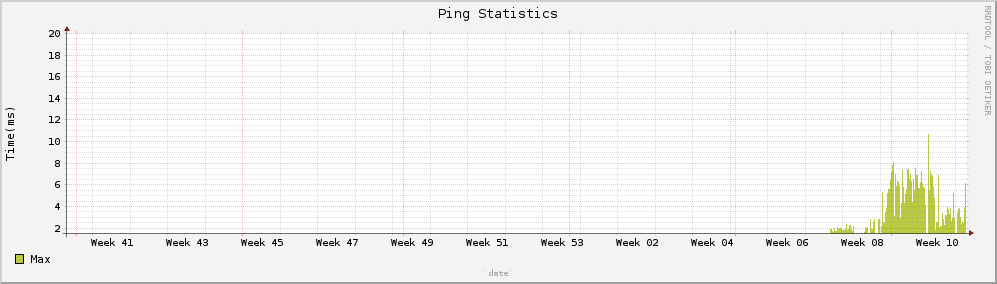 Ping Statistics
RRDTOOL / TOBI OETIKER
Time(ms)
20
18
16
14
12
10
8
6
4
2
Week 41 Week 43 Week 45 Week 47 Week 49 Week 51 Week 53 Week 02 Week 04 Week 06 Week 08 Week 10
Max
`date`